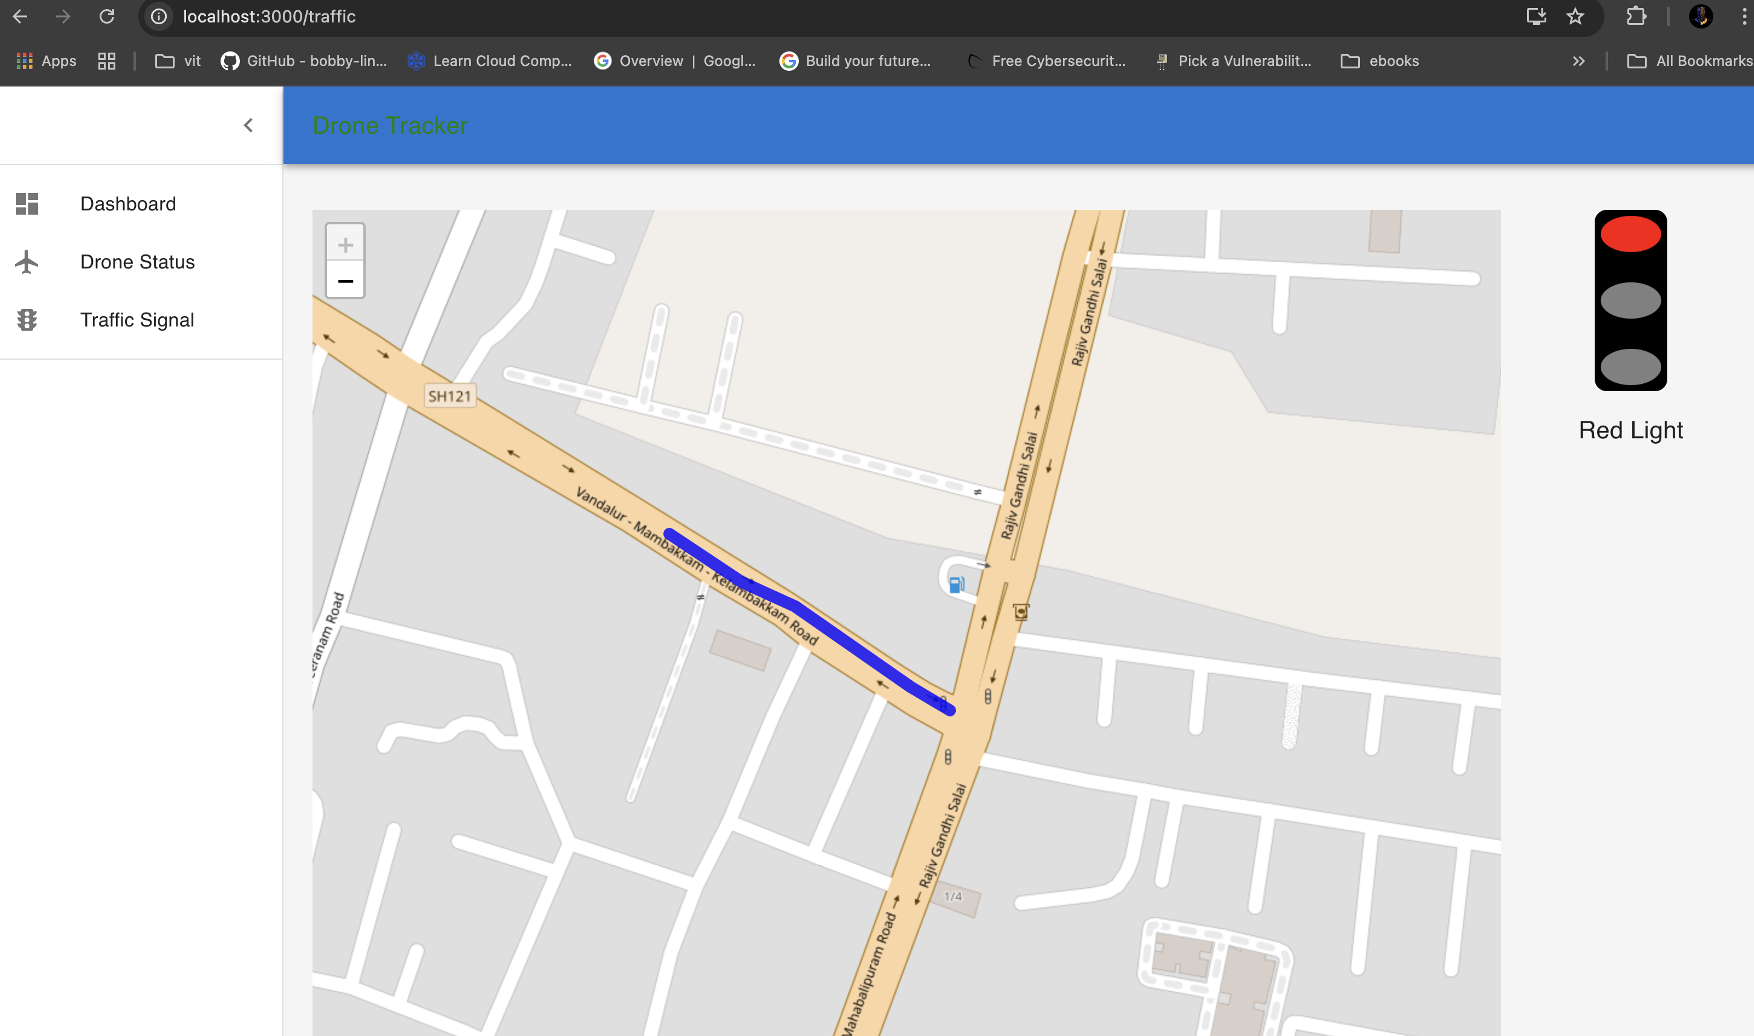 localhost:3000/traffic
Apps
vit
GitHub - bobby-lin...
Learn Cloud Comp...
Overview | Googl...
Build your future...
Free Cybersecurit...
Pick a Vulnerabilit...
ebooks
»
All Bookmarks
Drone Tracker
Dashboard
Drone Status
Traffic Signal
+
−
SH121
Rajiv Gandhi Salai
Rajiv Gandhi Salai
Vandalur - Mambakkam - Kelambakkam Road
eeranam Road
Rajiv Gandhi Salai
1/4
Mahabalipuram Road
Red Light